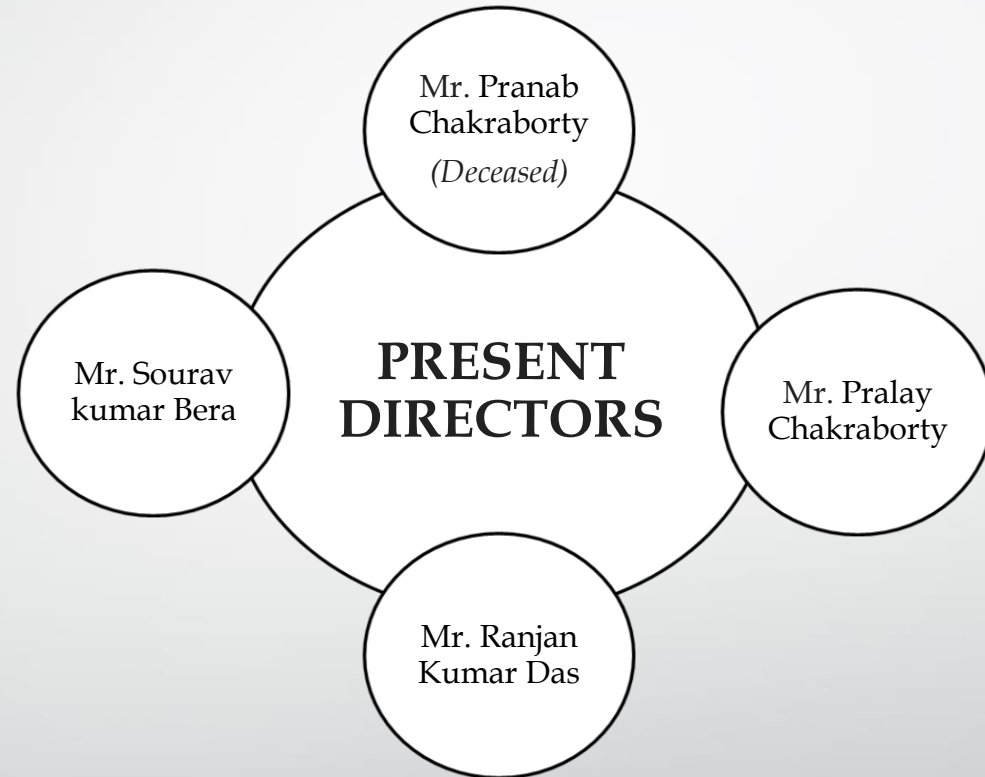 Mr. Pranab
Chakraborty
(Deceased)
Mr. Sourav
kumar Bera
PRESENT
DIRECTORS
Mr. Pralay
Chakraborty
Mr. Ranjan
Kumar Das